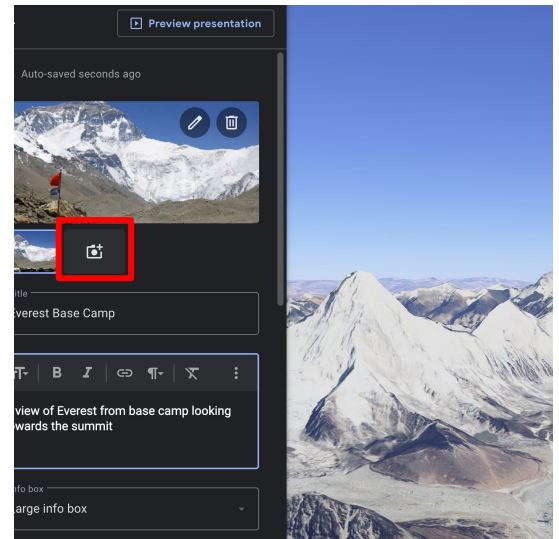 Preview presentation
Auto-saved seconds ago
itle
verest Base Camp
B I
view of Everest from base camp looking
wards the summit
nfo box
arge info box